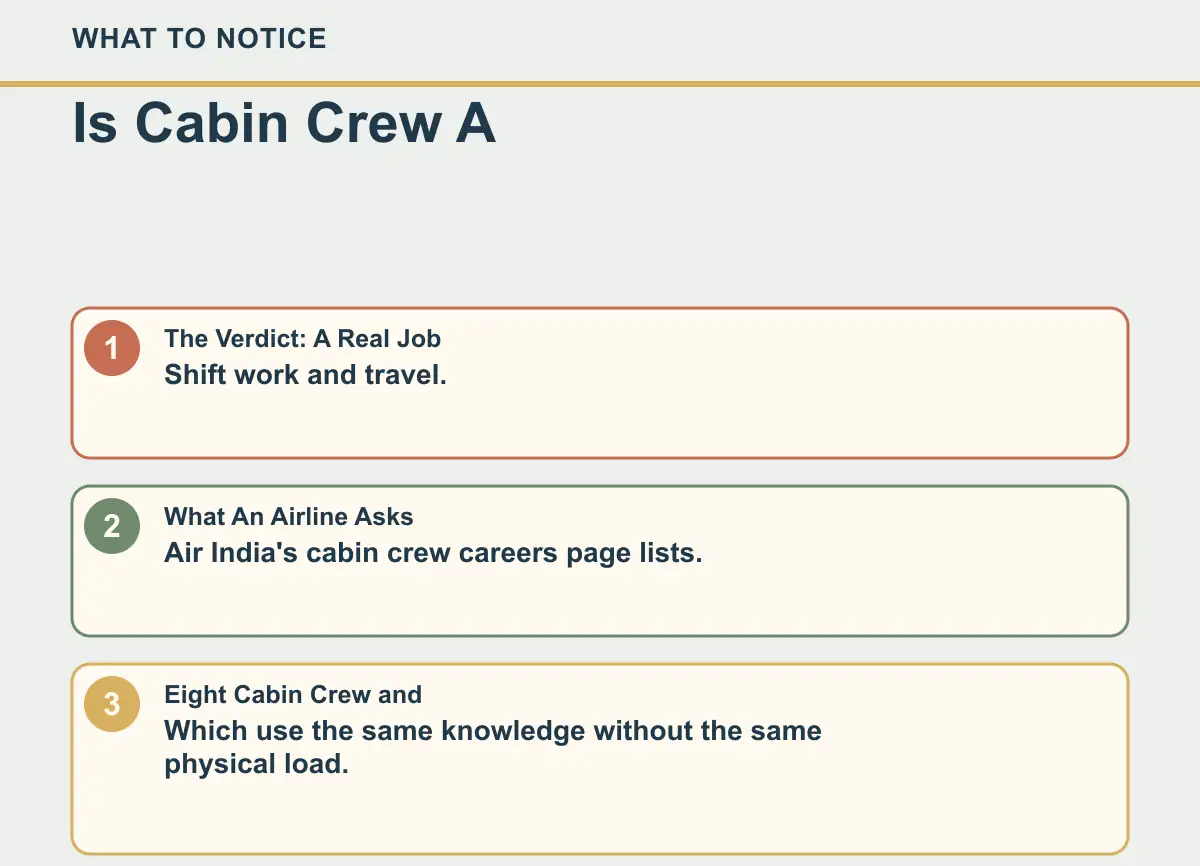 WHAT TO NOTICE
Is Cabin Crew A
1
The Verdict: A Real Job
Shift work and travel.
2
What An Airline Asks
Air India's cabin crew careers page lists.
3
Eight Cabin Crew and
Which use the same knowledge without the same
physical load.